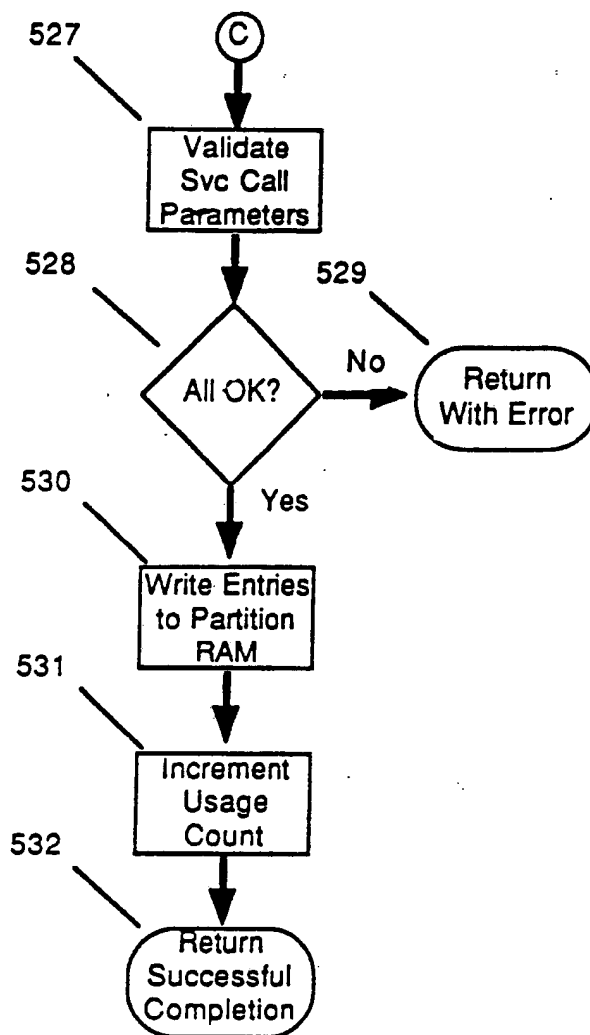 C
527
Validate
Svc Call
Parameters
528
529
All OK?
No
Return
With Error
530
Yes
Write Entries
to Partition
RAM
531
Increment
Usage
Count
532
Return
Successful
Completion